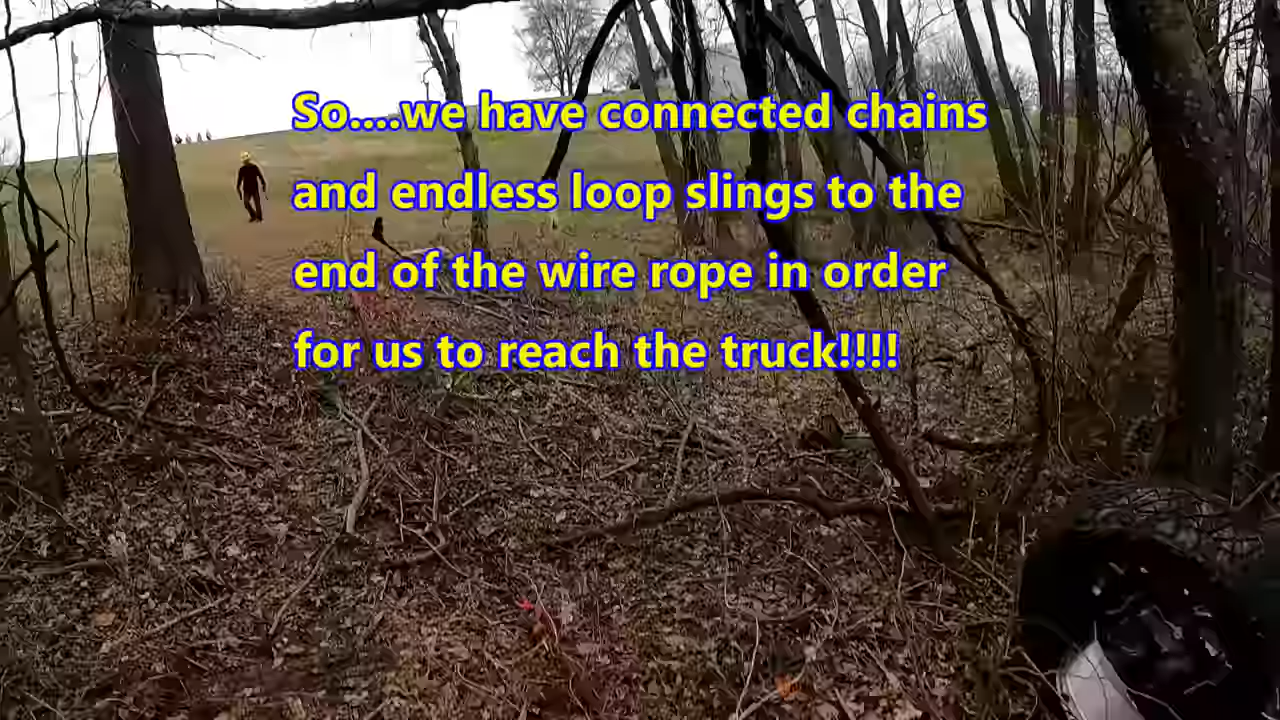 So....we have connected chains
and endless loop slings to the
end of the wire rope in order
for us to reach the truck!!!!